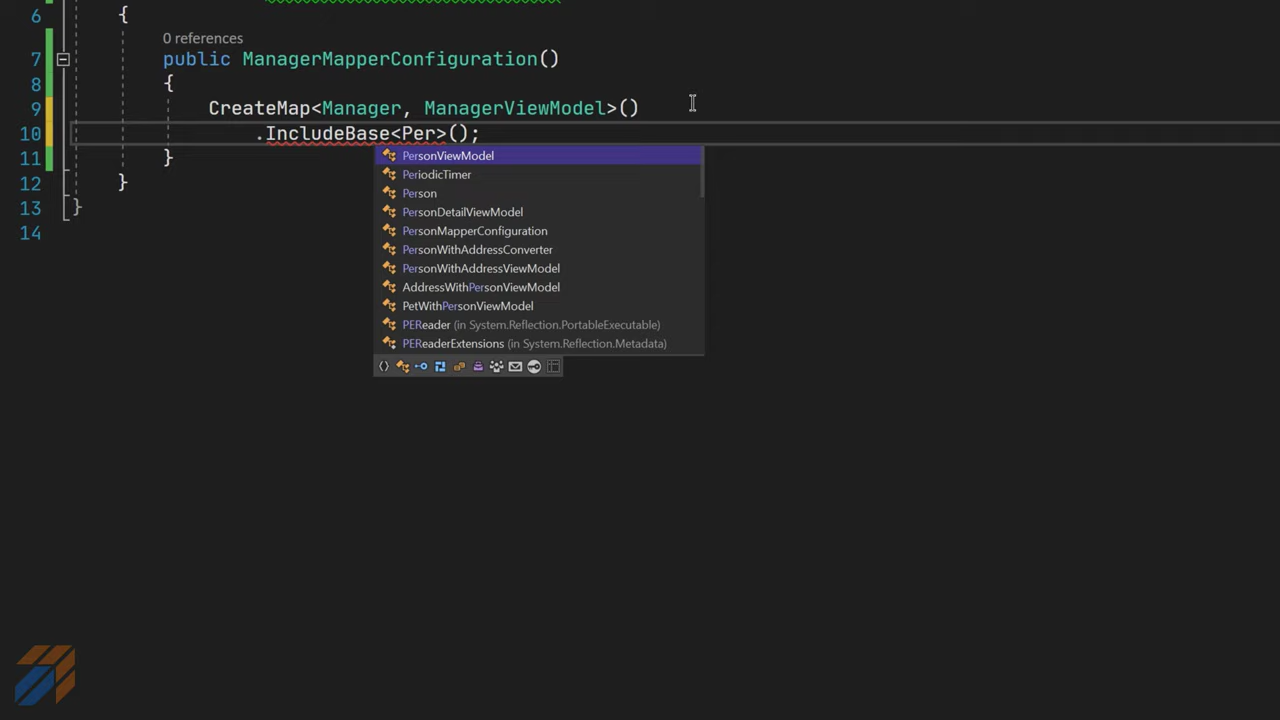 6 {
0 references
7 public ManagerMapperConfiguration()
8 {
9 CreateMap<Manager, ManagerViewModel>()
10 .IncludeBase<Per>();
11 }
12 }
13 }
14
PersonViewModel
PeriodicTimer
Person
PersonDetailViewModel
PersonMapperConfiguration
PersonWithAddressConverter
PersonWithAddressViewModel
AddressWithPersonViewModel
PetWithPersonViewModel
PEReader (in System.Reflection.PortableExecutable)
PEReaderExtensions (in System.Reflection.Metadata)